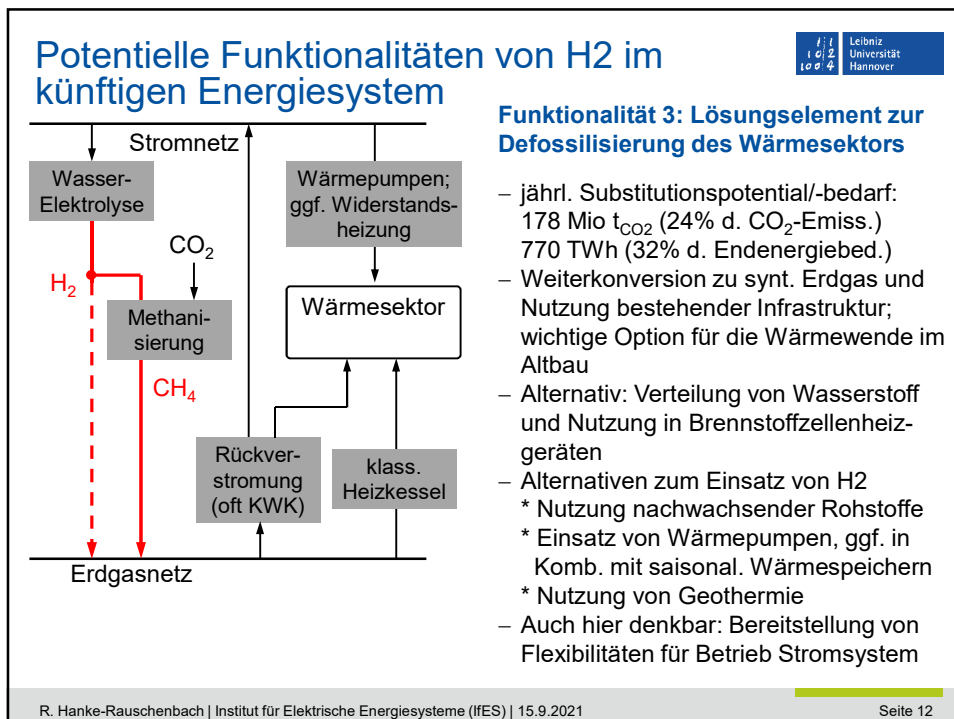 Potentielle Funktionalitäten von H2 im
künftigen Energiesystem
Leibniz
Universität
Hannover
Stromnetz
Wasser-
Elektrolyse
Wärmepumpen;
ggf. Widerstands-
heizung
CO2
H2
Methani-
sierung
Wärmesektor
CH4
Rückver-
stromung
(oft KWK)
klass.
Heizkessel
Erdgasnetz
Funktionalität 3: Lösungselement zur
Defossilisierung des Wärmesektors
– jährl. Substitutionspotential/-bedarf:
178 Mio tCO2 (24% d. CO2-Emiss.)
770 TWh (32% d. Endenergiebed.)
– Weiterkonversion zu synt. Erdgas und
Nutzung bestehender Infrastruktur;
wichtige Option für die Wärmewende im
Altbau
– Alternativ: Verteilung von Wasserstoff
und Nutzung in Brennstoffzellenheiz-
geräten
– Alternativen zum Einsatz von H2
* Nutzung nachwachsender Rohstoffe
* Einsatz von Wärmepumpen, ggf. in
Komb. mit saisonal. Wärmespeichern
* Nutzung von Geothermie
– Auch hier denkbar: Bereitstellung von
Flexibilitäten für Betrieb Stromsystem
R. Hanke-Rauschenbach | Institut für Elektrische Energiesysteme (IfES) | 15.9.2021
Seite 12